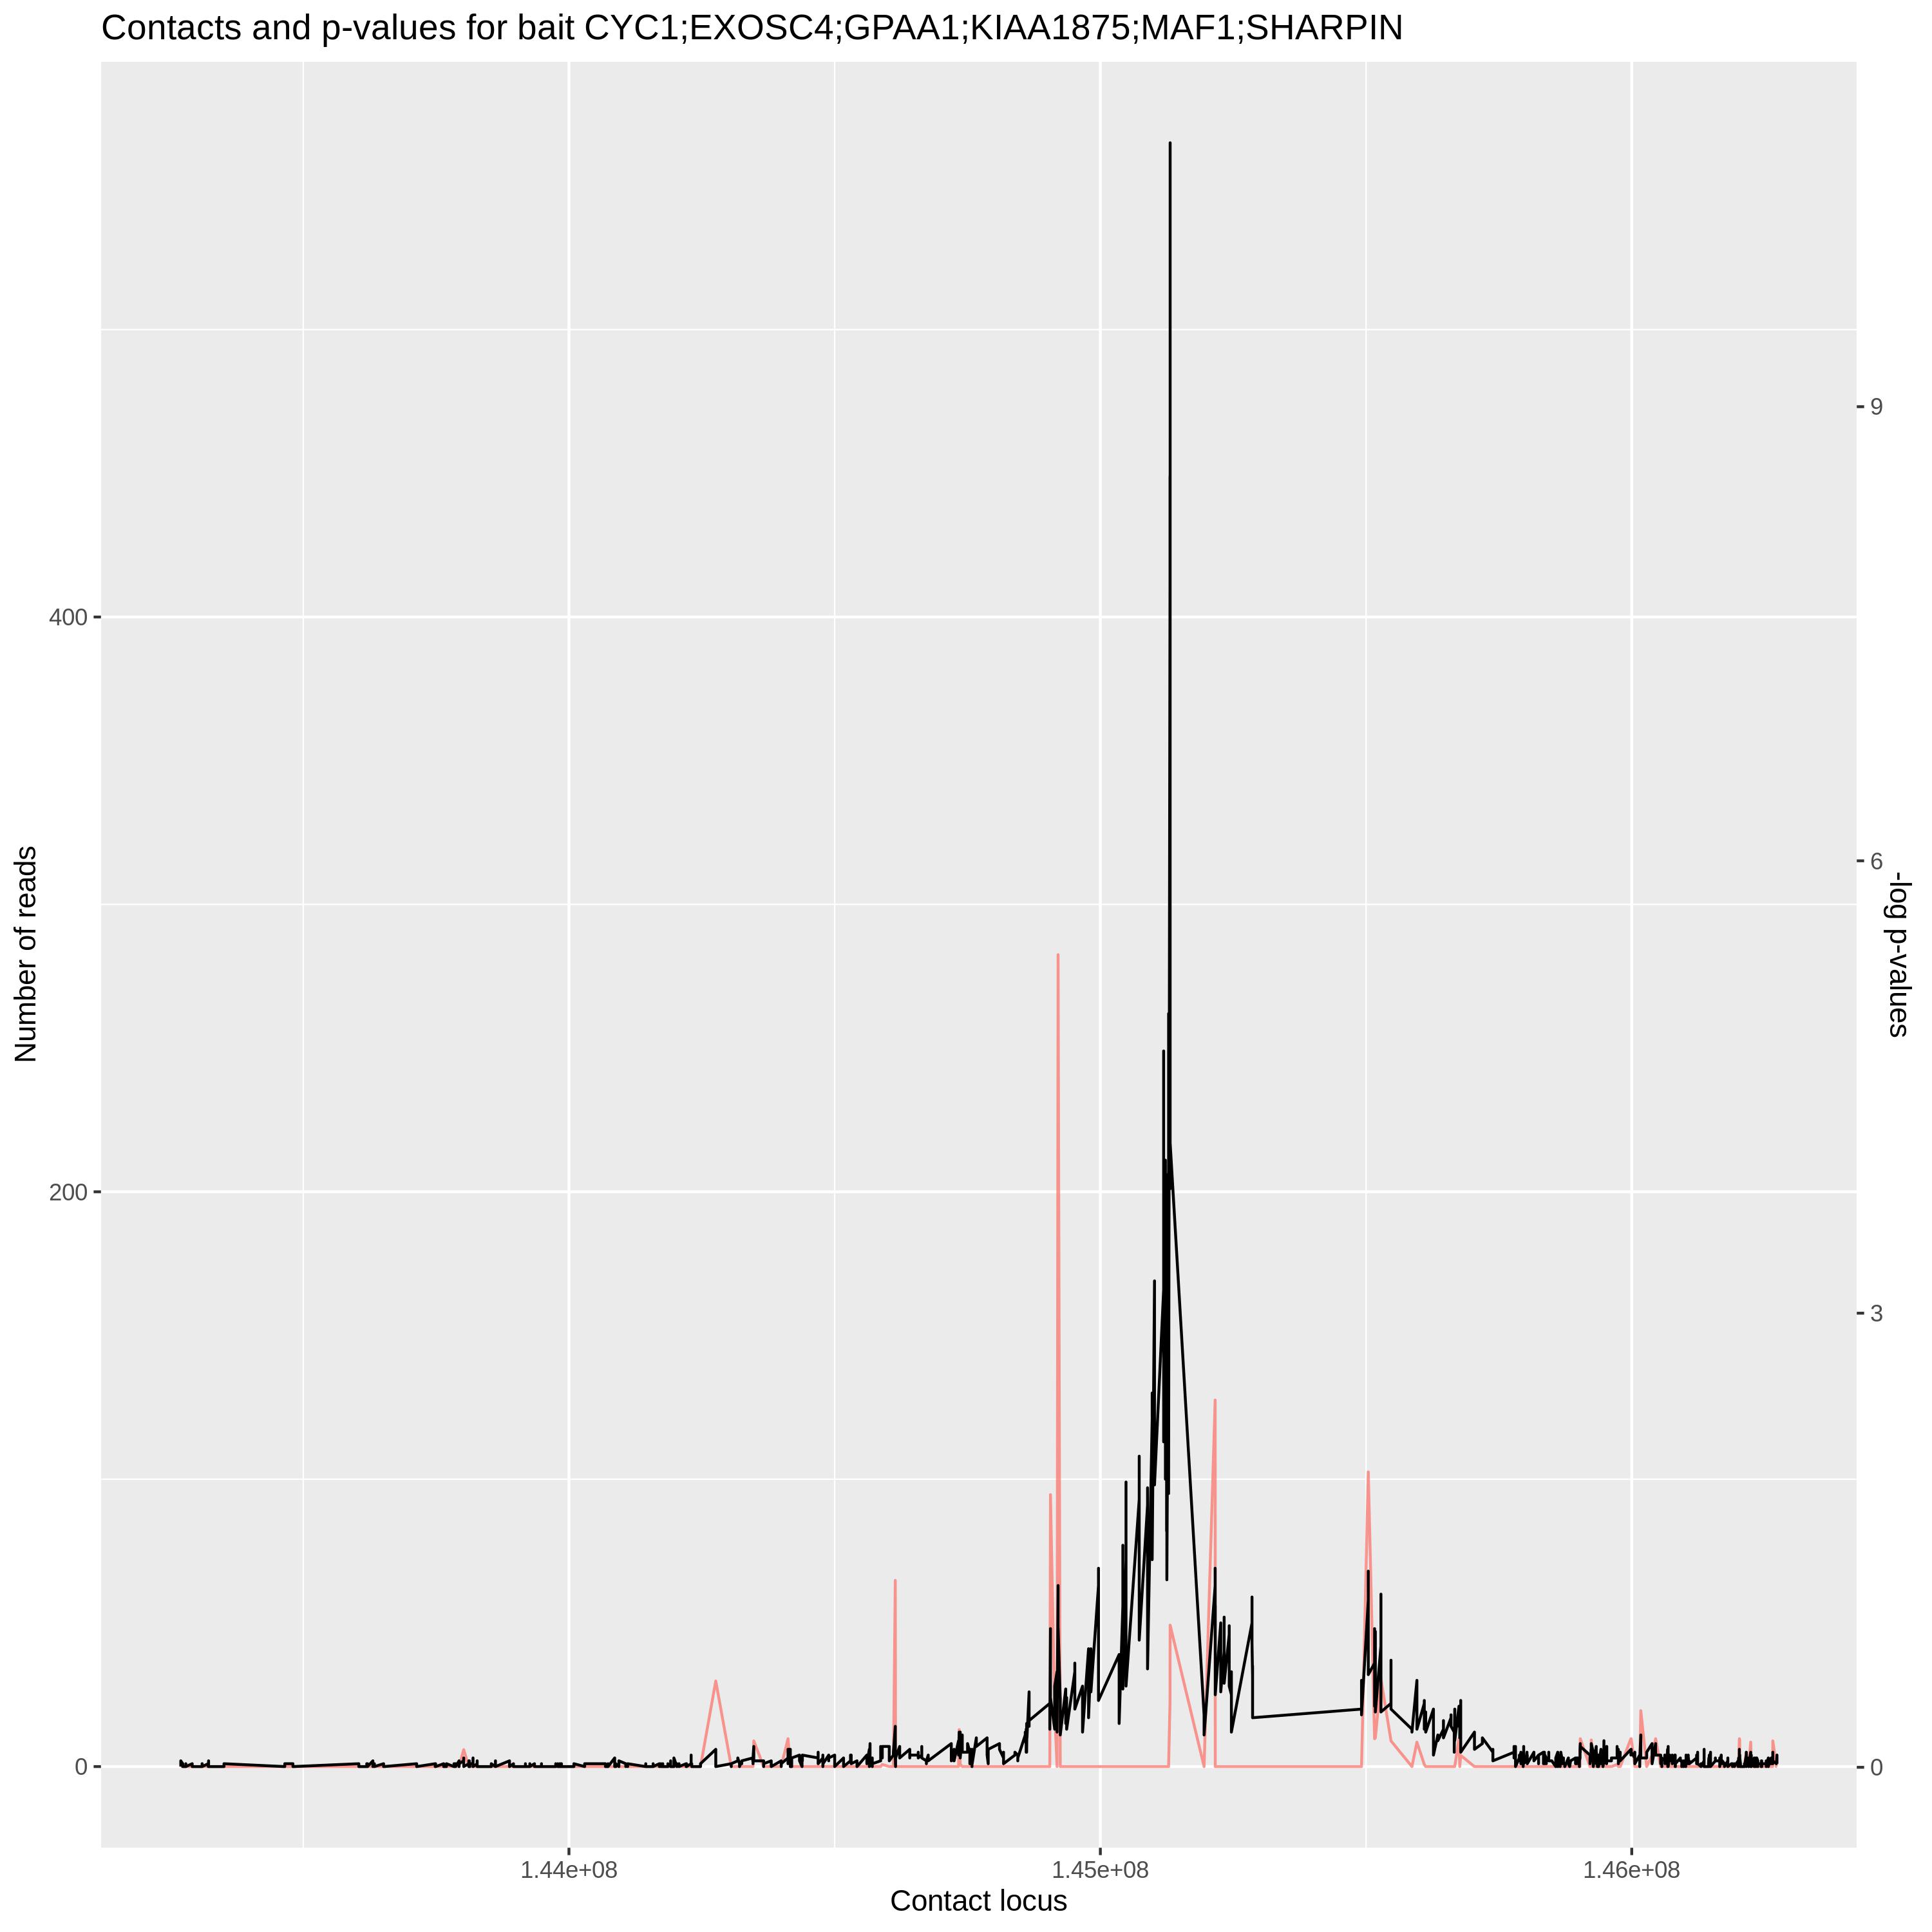 Contacts and p-values for bait CYC1;EXOSC4;GPAA1;KIAA1875;MAF1;SHARPIN
400
200
0
Number of reads
9
6
3
0
-log p-values
1.44e+08
1.45e+08
1.46e+08
Contact locus